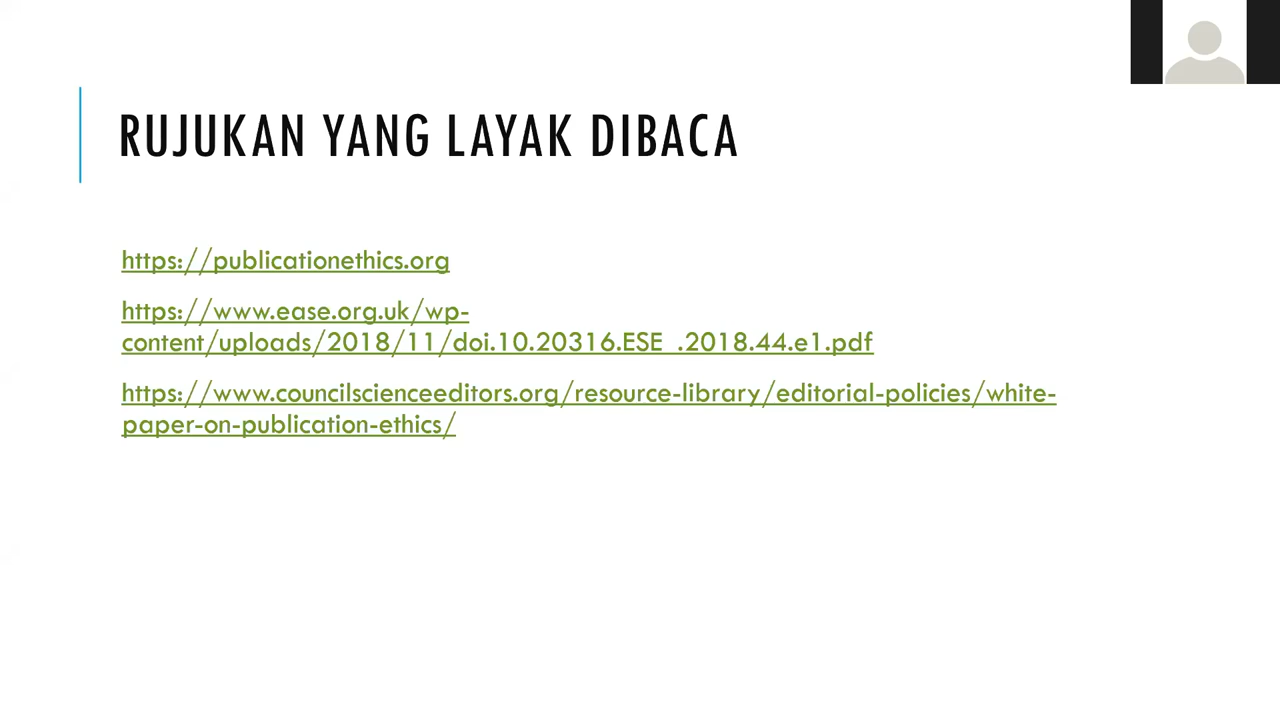 RUJUKAN YANG LAYAK DIBACA
https://publicationethics.org
https://www.ease.org.uk/wp-
content/uploads/2018/11/doi.10.20316.ESE_.2018.44.e1.pdf
https://www.councilscienceeditors.org/resource-library/editorial-policies/white-
paper-on-publication-ethics/